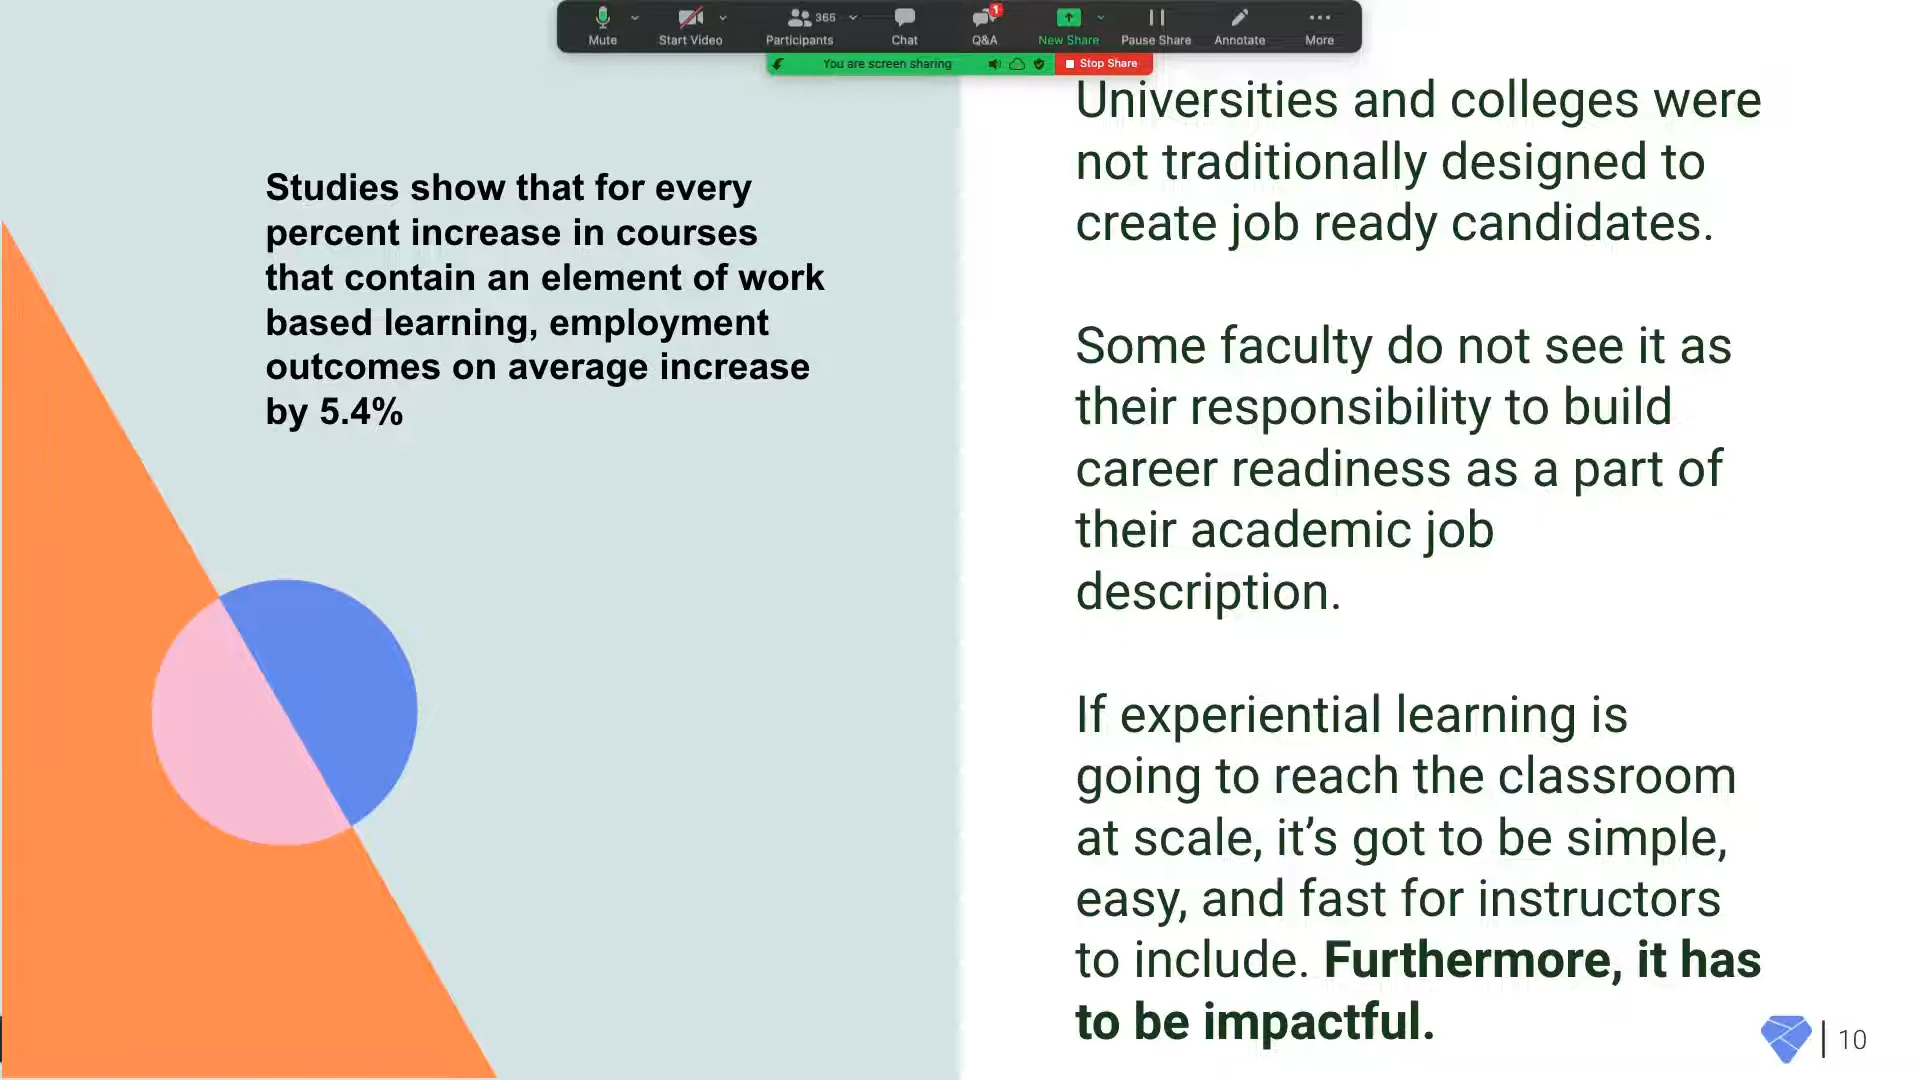 365
1
Mute
Start Video
Participants
Chat
Q&A
New Share
Pause Share
Annotate
More
You are screen sharing
Stop Share
Studies show that for every
percent increase in courses
that contain an element of work
based learning, employment
outcomes on average increase
by 5.4%
Universities and colleges were
not traditionally designed to
create job ready candidates.
Some faculty do not see it as
their responsibility to build
career readiness as a part of
their academic job
description.
If experiential learning is
going to reach the classroom
at scale, it’s got to be simple,
easy, and fast for instructors
to include. Furthermore, it has
to be impactful.
10